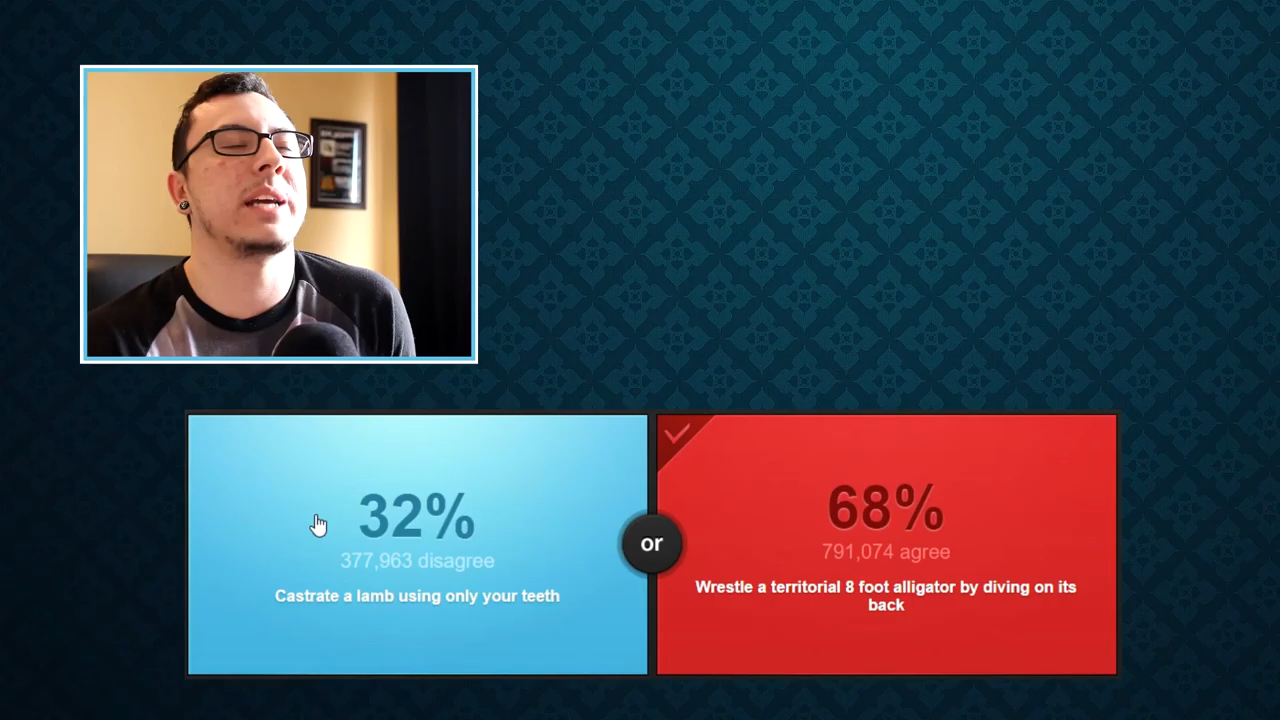 32%
377,963 disagree
Castrate a lamb using only your teeth
or
68%
791,074 agree
Wrestle a territorial 8 foot alligator by diving on its
back